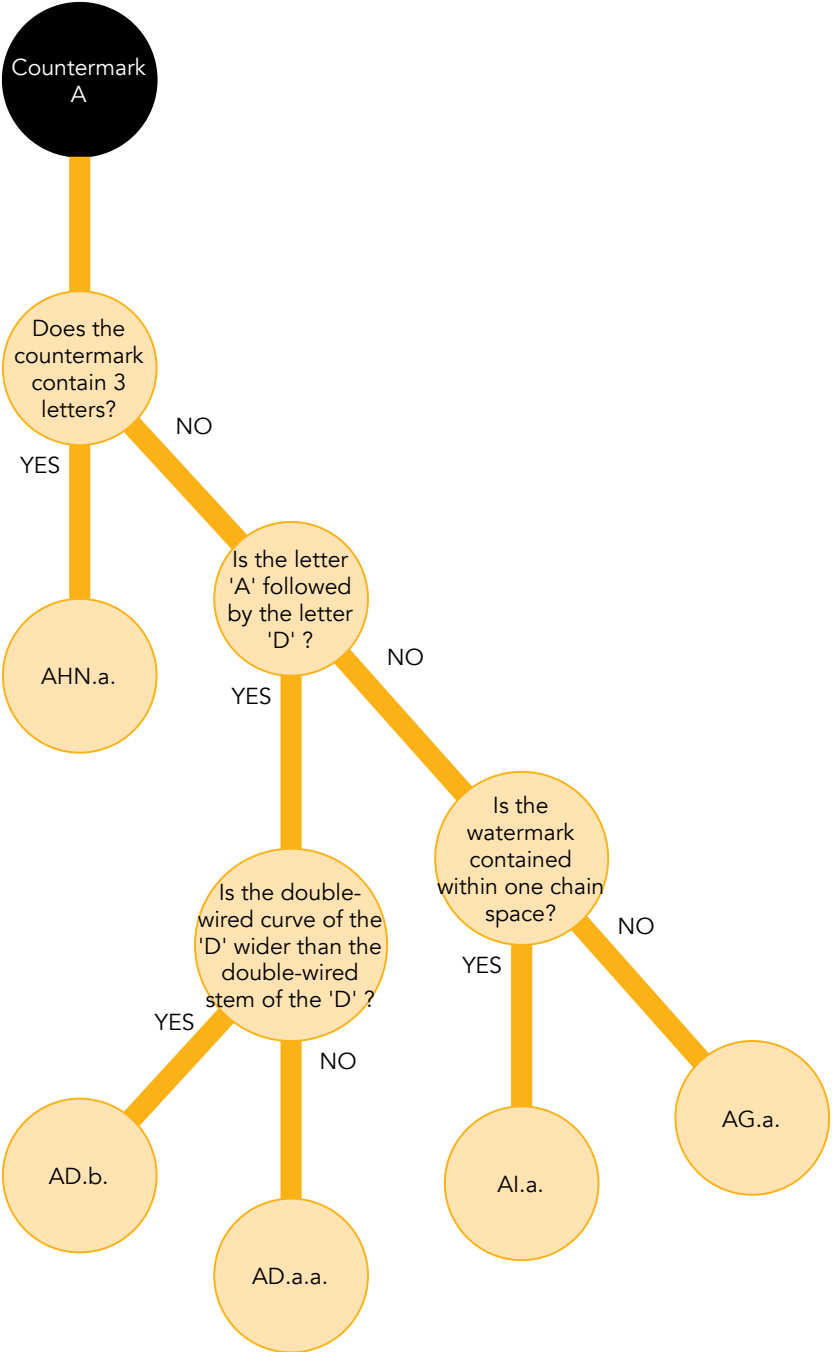 Countermark
A
Does the
countermark
contain 3
letters?
NO
YES
Is the letter
'A' followed
by the letter
'D' ?
AHN.a.
NO
YES
Is the
watermark
contained
within one chain
space?
Is the double-
wired curve of the
'D' wider than the
double-wired
stem of the 'D' ?
NO
YES
YES
NO
AD.b.
AD.a.a.
AI.a.
AG.a.